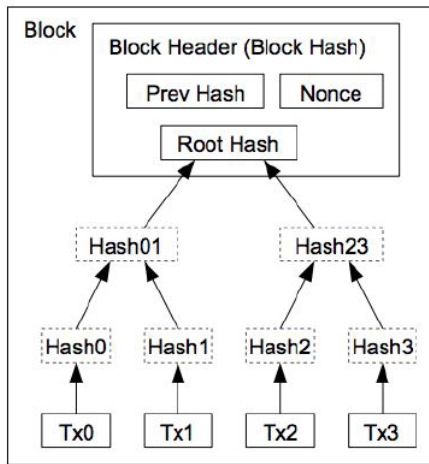 Block
Block Header (Block Hash)
Prev Hash Nonce
Root Hash
Hash01 Hash23
Hash0 Hash1 Hash2 Hash3
Tx0 Tx1 Tx2 Tx3